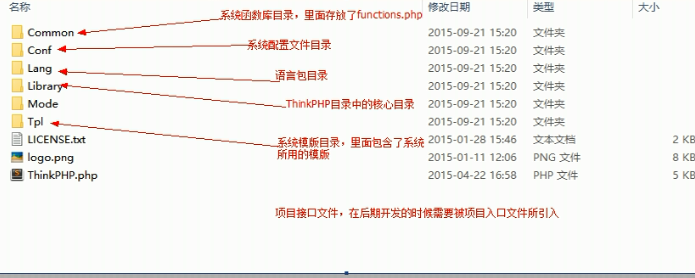 名称 修改日期 类型 大小
系统函数库目录，里面存放了functions.php
Common 2015-09-21 15:20 文件夹
Conf 系统配置文件目录 2015-09-21 15:20 文件夹
Lang 语言包目录 2015-09-21 15:20 文件夹
Library 2015-09-21 15:20 文件夹
Mode ThinkPHP目录中的核心目录 2015-09-21 15:20 文件夹
Tpl 2015-09-21 15:20 文件夹
LICENSE.txt 系统模版目录，里面包含了系统 2015-01-28 15:46 文本文档 2 KB
所用的模版
logo.png 2015-01-11 12:06 PNG 文件 8 KB
ThinkPHP.php 2015-04-22 16:58 PHP 文件 5 KB
项目接口文件，在后期开发的时候需要被项目入口文件所引入